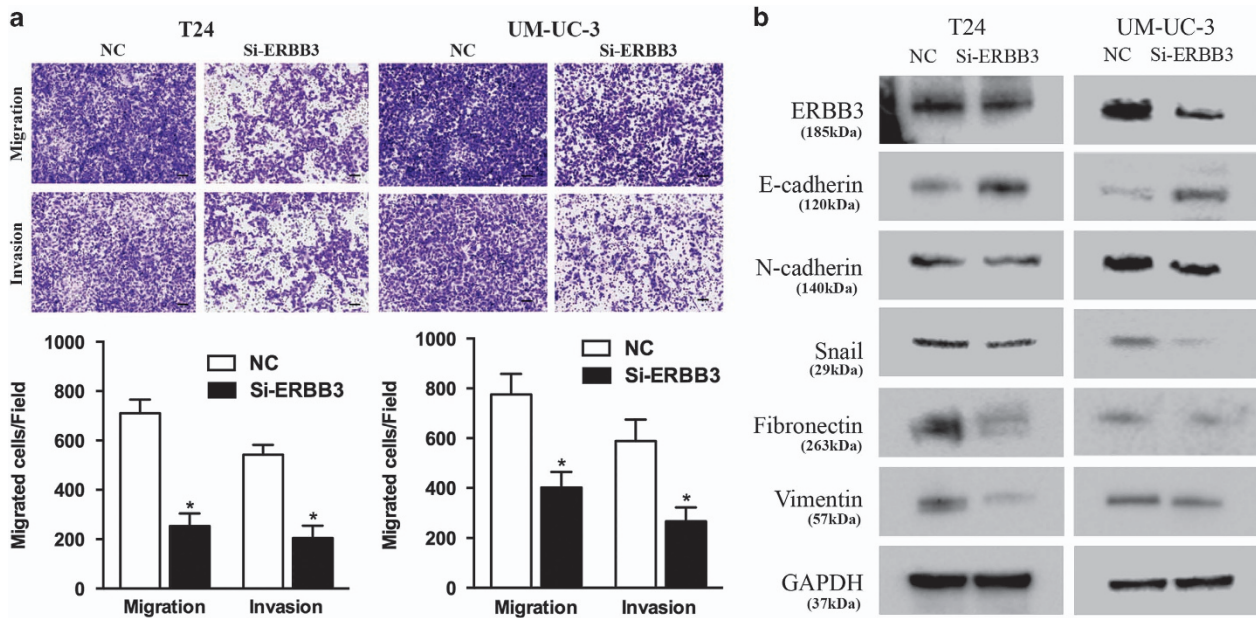 a
T24
UM-UC-3
NC
Si-ERBB3
NC
Si-ERBB3
Migration
Invasion
1000
800
600
400
200
0
Migrated cells/Field
NC
Si-ERBB3
*
*
Migration
Invasion
1000
800
600
400
200
0
Migrated cells/Field
NC
Si-ERBB3
*
*
Migration
Invasion
b
T24
UM-UC-3
NC
Si-ERBB3
NC
Si-ERBB3
ERBB3
(185kDa)
E-cadherin
(120kDa)
N-cadherin
(140kDa)
Snail
(29kDa)
Fibronectin
(263kDa)
Vimentin
(57kDa)
GAPDH
(37kDa)